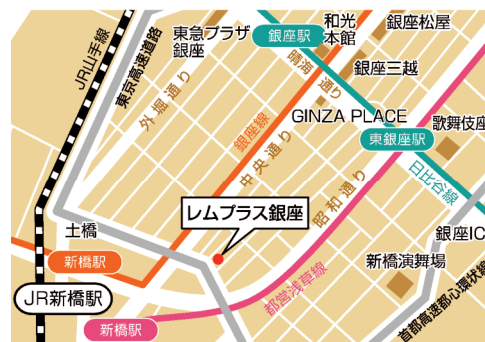 JR山手線
東京高速道路
東急プラザ
銀座
外堀通り
銀座駅
和光
本館
銀座松屋
晴海通り
銀座三越
GINZA PLACE
銀座線
中央通り
東銀座駅
歌舞伎座
日比谷線
昭和通り
レムプラス銀座
土橋
新橋駅
JR新橋駅
新橋駅
都営浅草線
新橋演舞場
銀座IC
首都高速都心環状線